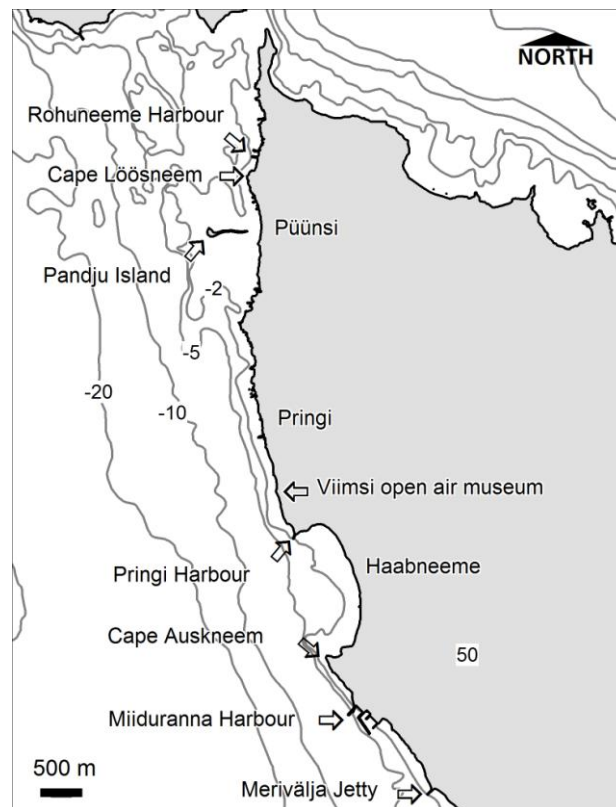 NORTH
Rohuneeme Harbour
Cape Löösneem
Püünsi
Pandju Island
-2
-5
-20
-10
Pringi
Viimsi open air museum
Pringi Harbour
Haabneeme
Cape Auskneem
50
Miiduranna Harbour
500 m
Merivälja Jetty